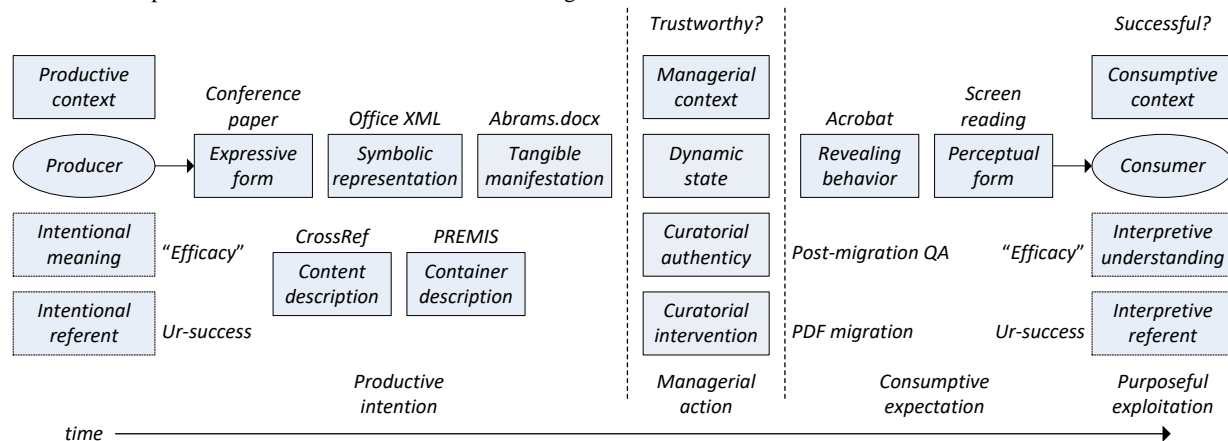 Trustworthy?
Successful?
Productive
context
Conference
paper
Office XML
Abrams.docx
Managerial
context
Acrobat
Screen
reading
Consumptive
context
Producer
Expressive
form
Symbolic
representation
Tangible
manifestation
Dynamic
state
Revealing
behavior
Perceptual
form
Consumer
Intentional
meaning
“Efficacy”
CrossRef
Content
description
PREMIS
Container
description
Curatorial
authenticy
Post-migration QA
“Efficacy”
Interpretive
understanding
Intentional
referent
Ur-success
Curatorial
intervention
PDF migration
Ur-success
Interpretive
referent
Productive
intention
Managerial
action
Consumptive
expectation
Purposeful
exploitation
time